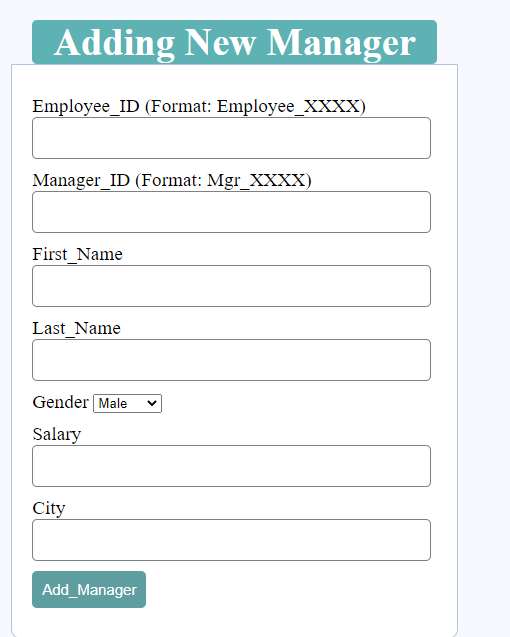 Adding New Manager
Employee_ID (Format: Employee_XXXX)
Manager_ID (Format: Mgr_XXXX)
First_Name
Last_Name
Gender Male
Salary
City
Add_Manager